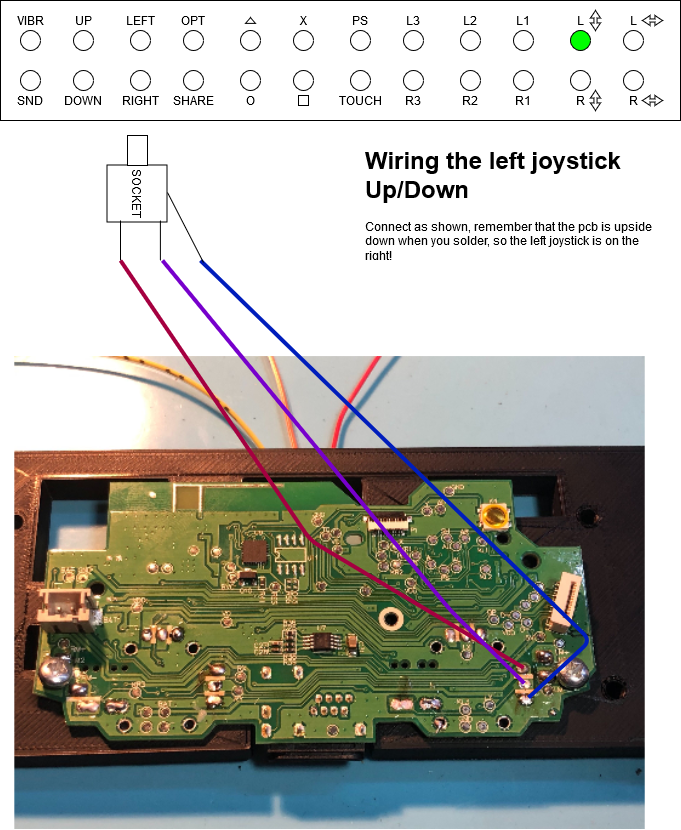 VIBR UP LEFT OPT △ X PS L3 L2 L1 L L
SND DOWN RIGHT SHARE O □ TOUCH R3 R2 R1 R R
SOCKET
Wiring the left joystick
Up/Down
Connect as shown, remember that the pcb is upside
down when you solder, so the left joystick is on the
right!